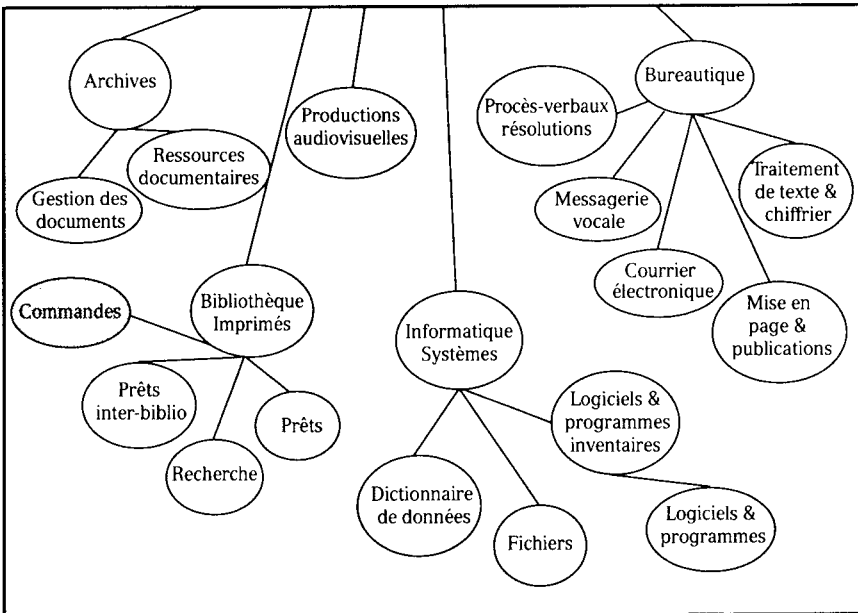 Archives
Ressources
documentaires
Gestion des
documents
Productions
audiovisuelles
Bureautique
Procès-verbaux
résolutions
Messagerie
vocale
Courrier
électronique
Traitement
de texte &
chiffrier
Mise en
page &
publications
Bibliothèque
Imprimés
Commandes
Prêts
inter-biblio
Recherche
Prêts
Informatique
Systèmes
Logiciels &
programmes
inventaires
Dictionnaire
de données
Fichiers
Logiciels &
programmes